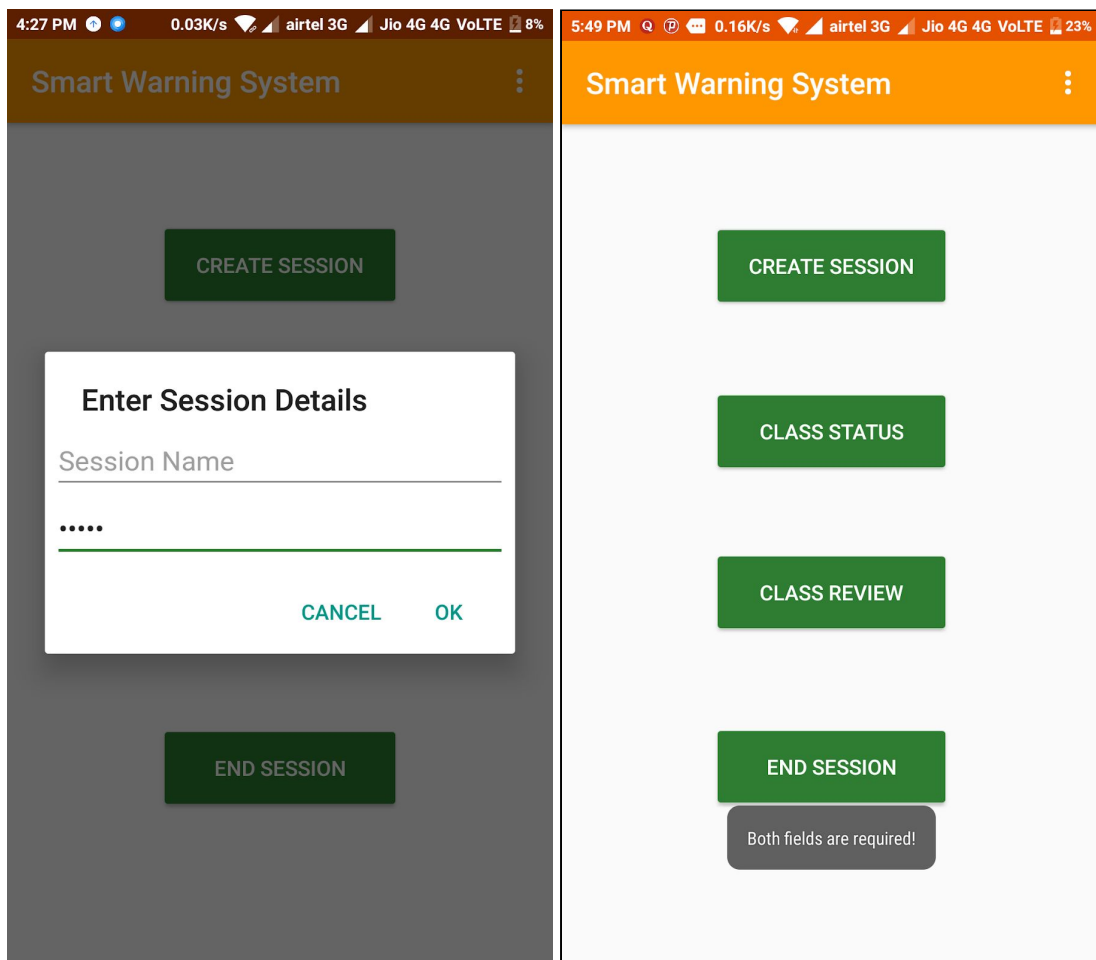 4:27 PM 0.03K/s airtel 3G Jio 4G 4G VoLTE 8%
Smart Warning System
CREATE SESSION
Enter Session Details
Session Name
•••••
CANCEL OK
END SESSION
5:49 PM Q P 0.16K/s airtel 3G Jio 4G 4G VoLTE 23%
Smart Warning System
CREATE SESSION
CLASS STATUS
CLASS REVIEW
END SESSION
Both fields are required!